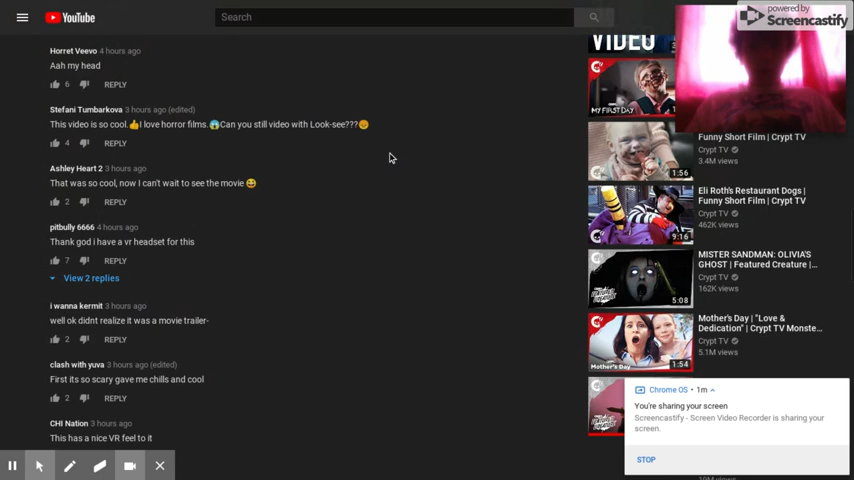 YouTube
Search
powered by
Screencastify
Horret Veevo 4 hours ago
Aah my head
6 REPLY
Stefani Tumbarkova 3 hours ago (edited)
This video is so cool.👍I love horror films.😱Can you still video with Look-see???😊
4 REPLY
Ashley Heart 2 3 hours ago
That was so cool, now I can't wait to see the movie 😂
2 REPLY
pitbully 6666 4 hours ago
Thank god i have a vr headset for this
7 REPLY
View 2 replies
i wanna kermit 3 hours ago
well ok didnt realize it was a movie trailer-
2 REPLY
clash with yuva 3 hours ago (edited)
First its so scary gave me chills and cool
2 REPLY
CHI Nation 3 hours ago
This has a nice VR feel to it
VIDEO
MY FIRST DAY
Funny Short Film | Crypt TV
Crypt TV
3.4M views
1:56
Eli Roth's Restaurant Dogs |
Funny Short Film | Crypt TV
Crypt TV
462K views
9:16
MISTER SANDMAN: OLIVIA'S
GHOST | Featured Creature |...
Crypt TV
162K views
5:08
Mother's Day | "Love &
Dedication" | Crypt TV Monste...
Crypt TV
5.1M views
Mother's Day
1:54
Chrome OS • 1m
You're sharing your screen
Screencastify - Screen Video Recorder is sharing your
screen.
STOP